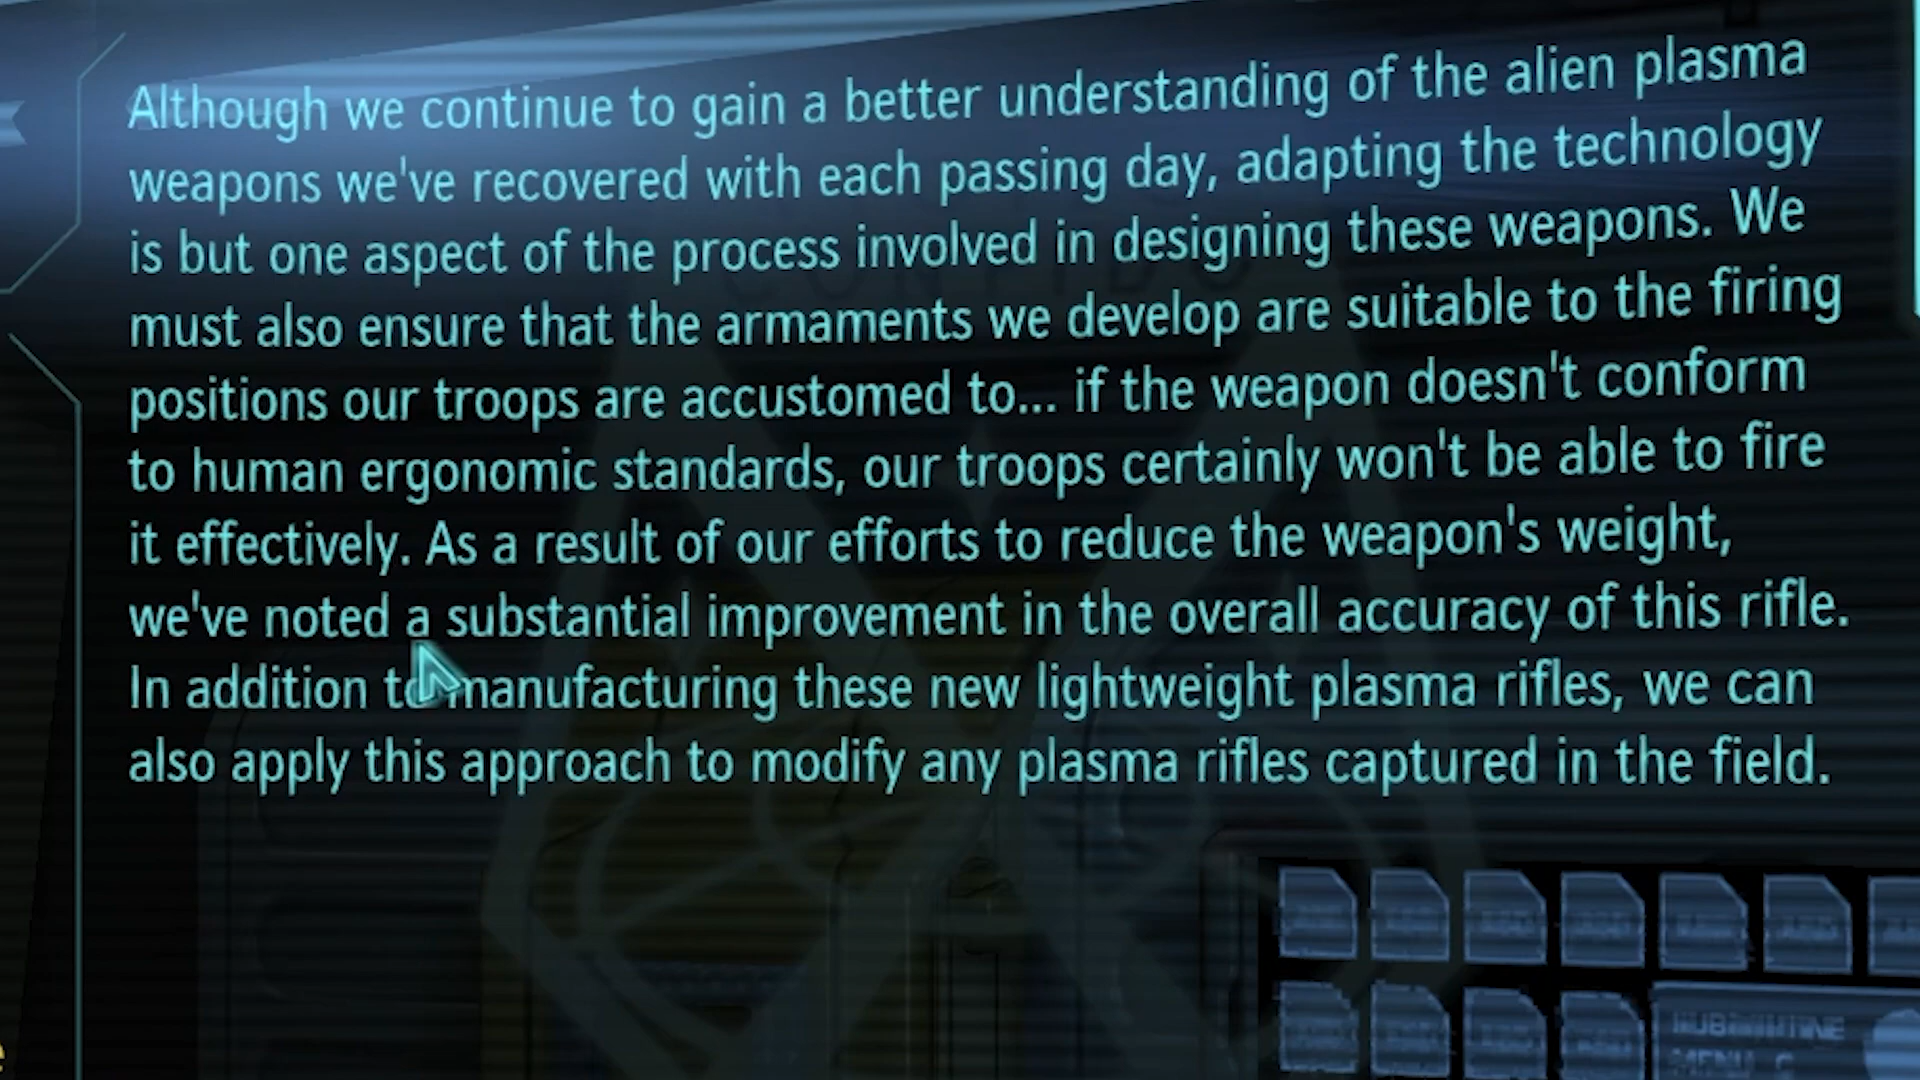 Although we continue to gain a better understanding of the alien plasma
weapons we've recovered with each passing day, adapting the technology
is but one aspect of the process involved in designing these weapons. We
must also ensure that the armaments we develop are suitable to the firing
positions our troops are accustomed to... if the weapon doesn't conform
to human ergonomic standards, our troops certainly won't be able to fire
it effectively. As a result of our efforts to reduce the weapon's weight,
we've noted a substantial improvement in the overall accuracy of this rifle.
In addition to manufacturing these new lightweight plasma rifles, we can
also apply this approach to modify any plasma rifles captured in the field.